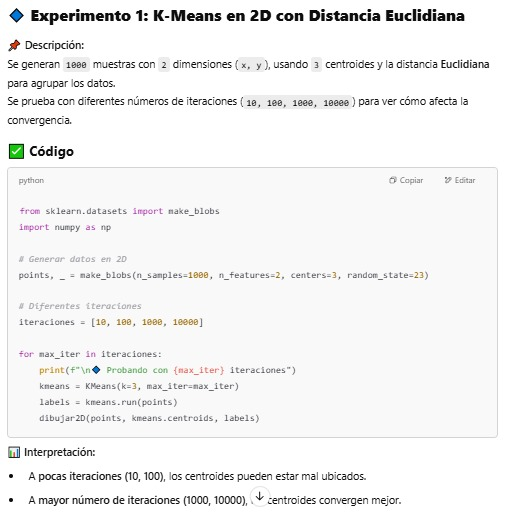 🔷 Experimento 1: K-Means en 2D con Distancia Euclidiana
📌 Descripción:
Se generan 1000 muestras con 2 dimensiones (x, y), usando 3 centroides y la distancia Euclidiana
para agrupar los datos.
Se prueba con diferentes números de iteraciones (10, 100, 1000, 10000) para ver cómo afecta la
convergencia.
✅ Código
python Copiar Editar
from sklearn.datasets import make_blobs
import numpy as np
# Generar datos en 2D
points, _ = make_blobs(n_samples=1000, n_features=2, centers=3, random_state=23)
# Diferentes iteraciones
iteraciones = [10, 100, 1000, 10000]
for max_iter in iteraciones:
print(f"\n🔷 Probando con {max_iter} iteraciones")
kmeans = KMeans(k=3, max_iter=max_iter)
labels = kmeans.run(points)
dibujar2D(points, kmeans.centroids, labels)
📊 Interpretación:
• A pocas iteraciones (10, 100), los centroides pueden estar mal ubicados.
• A mayor número de iteraciones (1000, 10000), centroides convergen mejor.